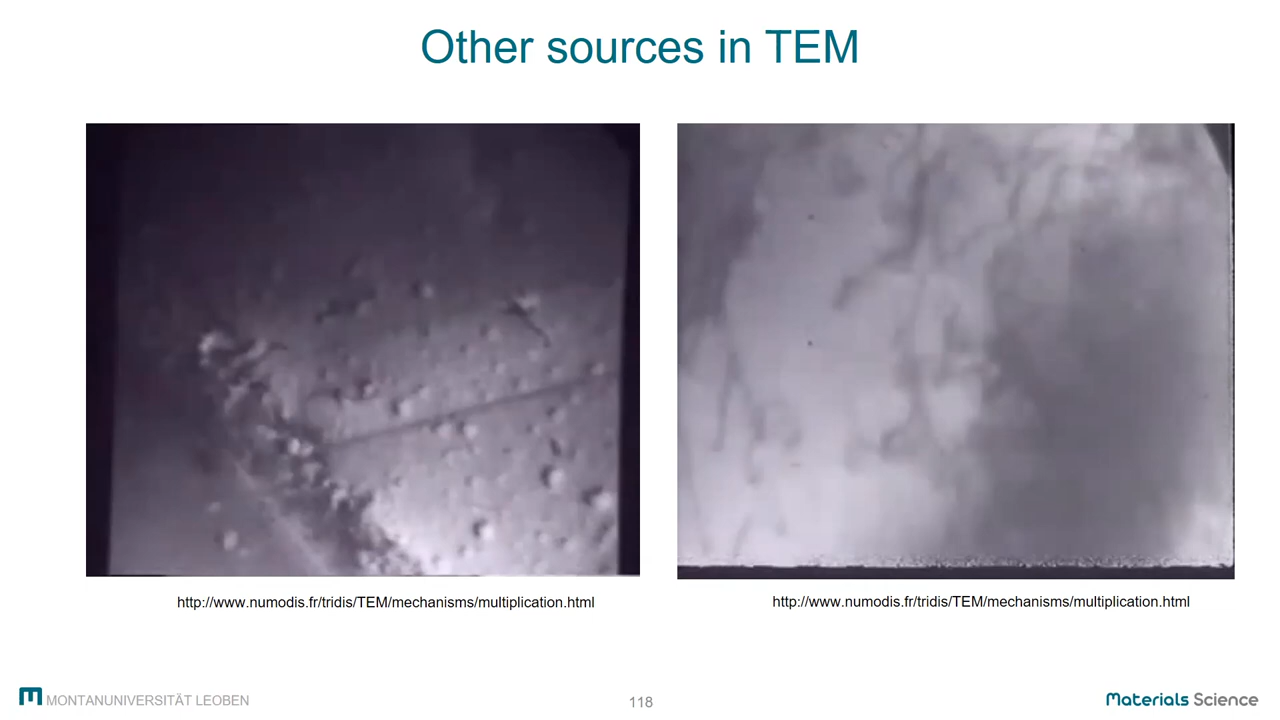 Other sources in TEM
http://www.numodis.fr/tridis/TEM/mechanisms/multiplication.html
http://www.numodis.fr/tridis/TEM/mechanisms/multiplication.html
MONTANUNIVERSITÄT LEOBEN
118
Materials Science